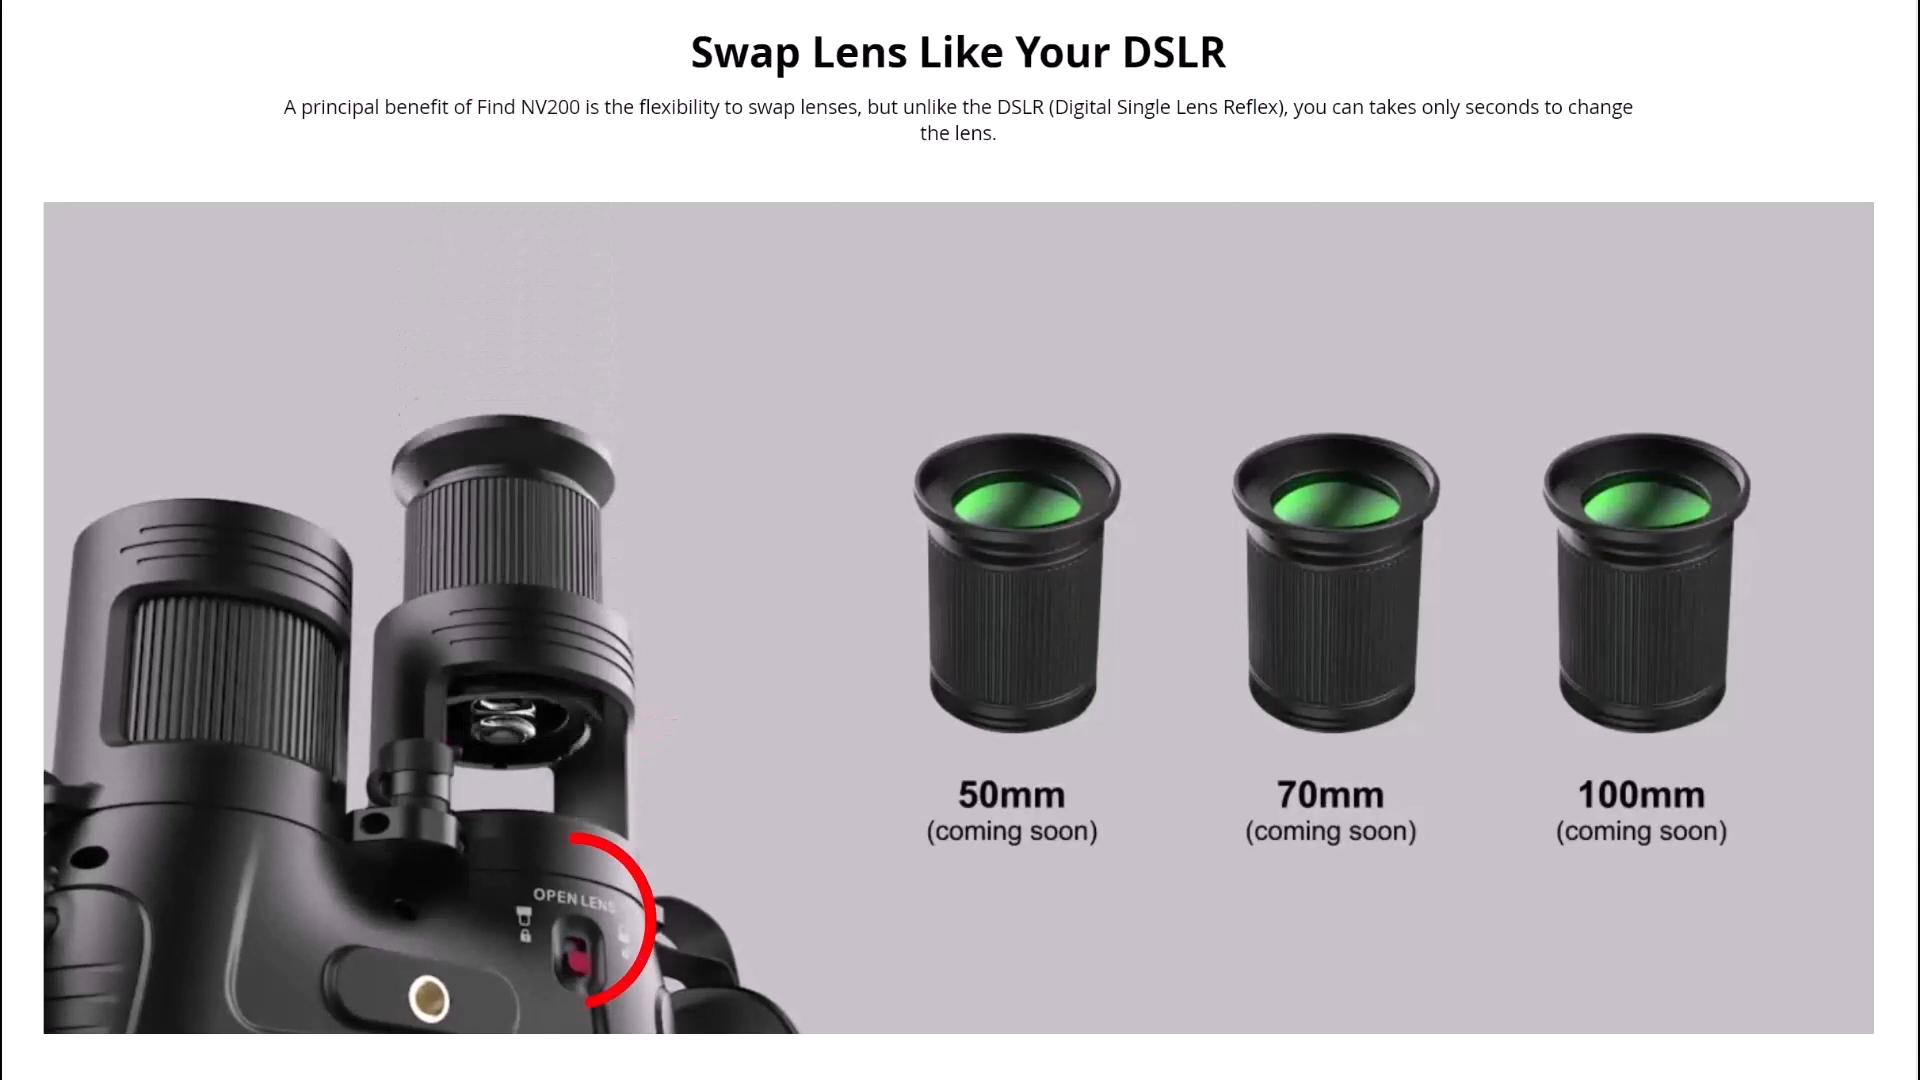 Swap Lens Like Your DSLR
A principal benefit of Find NV200 is the flexibility to swap lenses, but unlike the DSLR (Digital Single Lens Reflex), you can takes only seconds to change
the lens.
50mm
(coming soon)
70mm
(coming soon)
100mm
(coming soon)
OPEN LENS